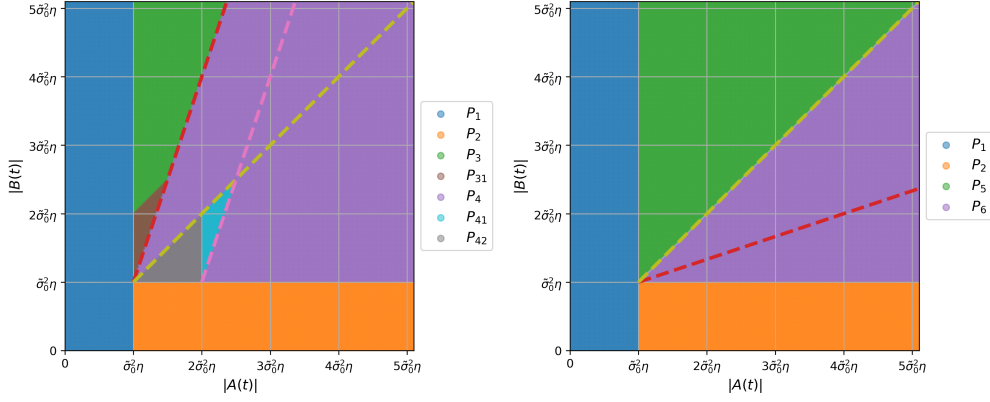 5σ̃₀²η
4σ̃₀²η
3σ̃₀²η
2σ̃₀²η
σ̃₀²η
0
|B(t)|
0
σ̃₀²η
2σ̃₀²η
3σ̃₀²η
4σ̃₀²η
5σ̃₀²η
|A(t)|
P₁
P₂
P₃
P₃₁
P₄
P₄₁
P₄₂
5σ̃₀²η
4σ̃₀²η
3σ̃₀²η
2σ̃₀²η
σ̃₀²η
0
|B(t)|
0
σ̃₀²η
2σ̃₀²η
3σ̃₀²η
4σ̃₀²η
5σ̃₀²η
|A(t)|
P₁
P₂
P₅
P₆